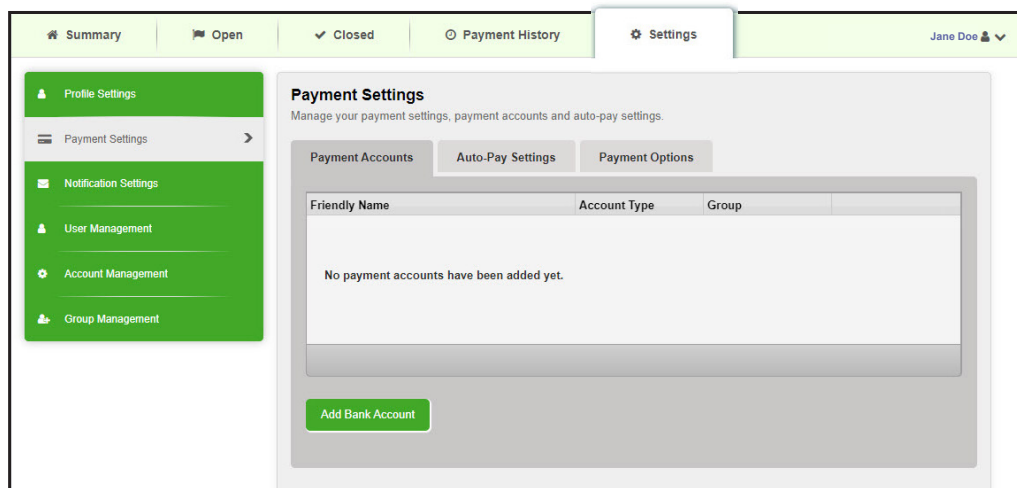 Summary
Open
Closed
Payment History
Settings
Jane Doe
Profile Settings
Payment Settings
Notification Settings
User Management
Account Management
Group Management
Payment Settings
Manage your payment settings, payment accounts and auto-pay settings.
Payment Accounts
Auto-Pay Settings
Payment Options
Friendly Name
Account Type
Group
No payment accounts have been added yet.
Add Bank Account